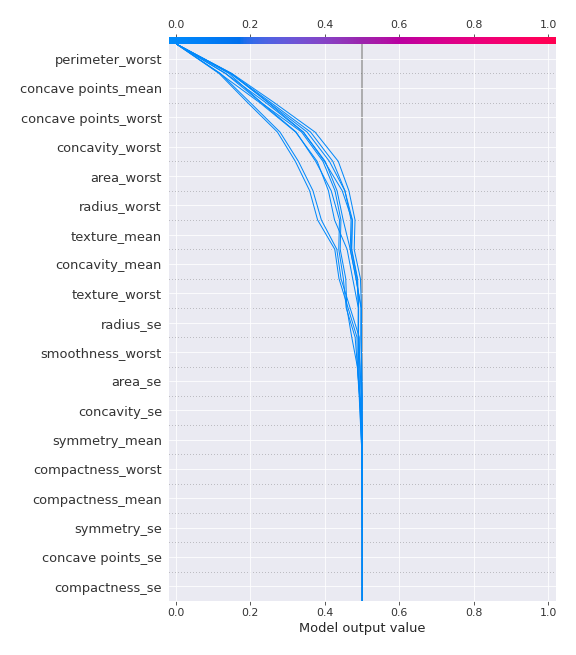 0.0 0.2 0.4 0.6 0.8 1.0
perimeter_worst
concave points_mean
concave points_worst
concavity_worst
area_worst
radius_worst
texture_mean
concavity_mean
texture_worst
radius_se
smoothness_worst
area_se
concavity_se
symmetry_mean
compactness_worst
compactness_mean
symmetry_se
concave points_se
compactness_se
0.0 0.2 0.4 0.6 0.8 1.0
Model output value